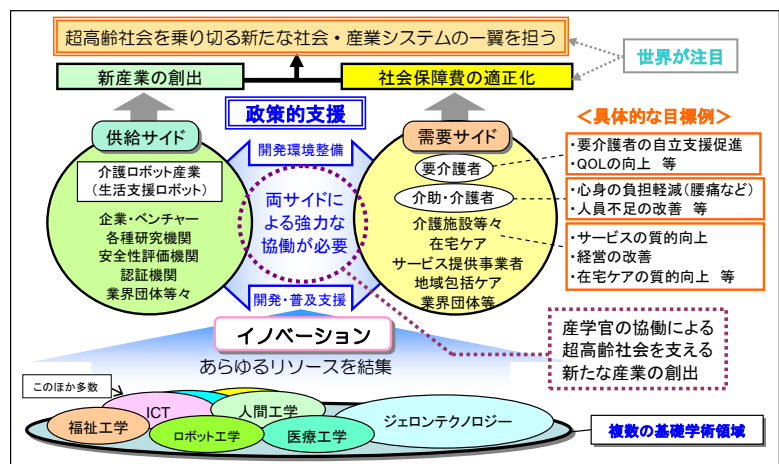 超高齢社会を乗り切る新たな社会・産業システムの一翼を担う
新産業の創出
社会保障費の適正化
世界が注目
政策的支援
供給サイド
需要サイド
＜具体的な目標例＞
開発環境整備
介護ロボット産業
（生活支援ロボット）
企業・ベンチャー
各種研究機関
安全性評価機関
認証機関
業界団体等々
両サイドに
よる強力な
協働が必要
要介護者
介助・介護者
介護施設等々
在宅ケア
サービス提供事業者
地域包括ケア
業界団体等
・要介護者の自立支援促進
・QOLの向上 等
・心身の負担軽減（腰痛など）
・人員不足の改善 等
・サービスの質的向上
・経営の改善
・在宅ケアの質的向上 等
開発・普及支援
イノベーション
あらゆるリソースを結集
産学官の協働による
超高齢社会を支える
新たな産業の創出
このほか多数
ICT
人間工学
ジェロンテクノロジー
福祉工学
ロボット工学
医療工学
複数の基礎学術領域